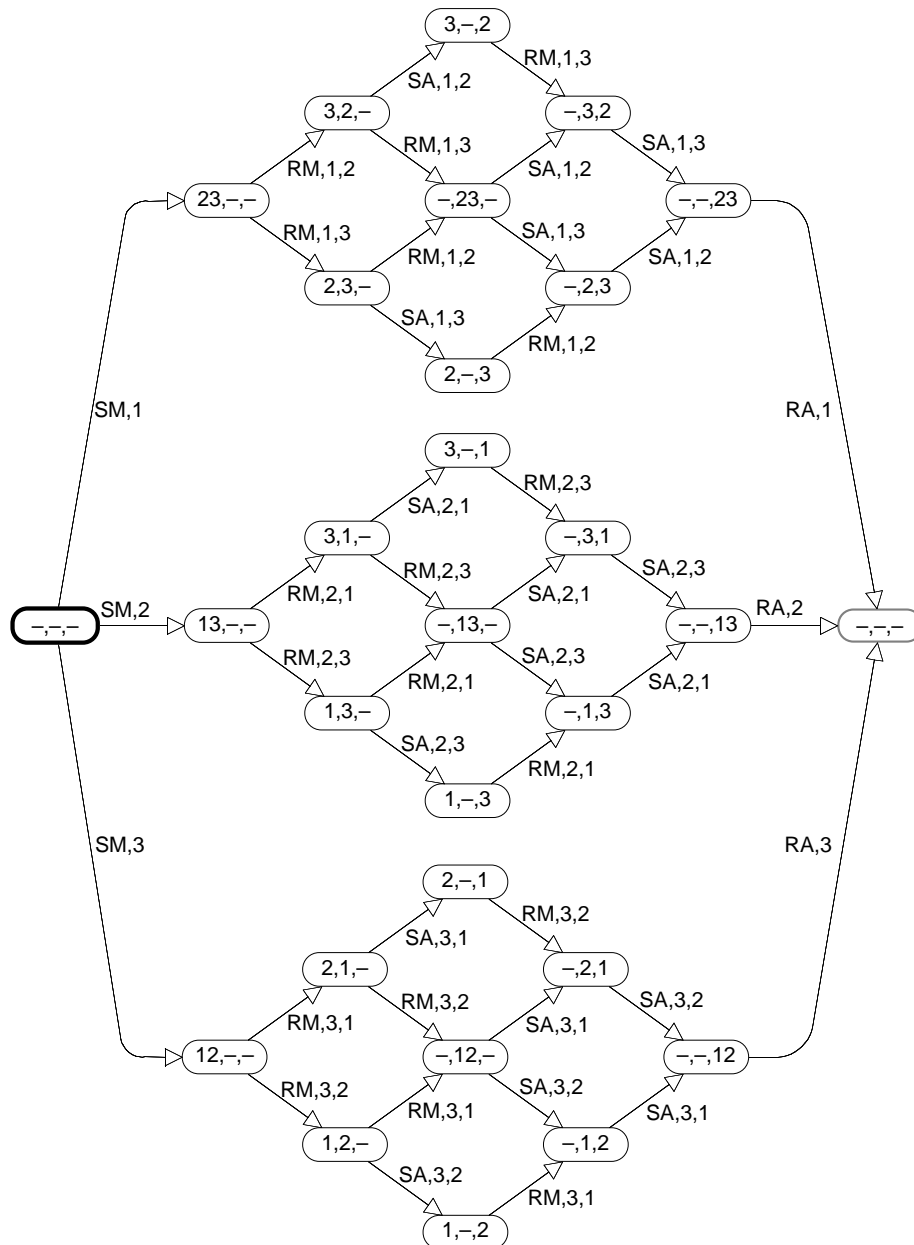 3,–,2
RM,1,3
SA,1,2
3,2,–
–,3,2
RM,1,3
SA,1,3
RM,1,2
SA,1,2
23,–,–
–,23,–
–,–,23
RM,1,3
SA,1,3
RM,1,2
SA,1,2
2,3,–
–,2,3
SA,1,3
RM,1,2
2,–,3
SM,1
RA,1
3,–,1
RM,2,3
SA,2,1
3,1,–
–,3,1
RM,2,3
SA,2,3
RM,2,1
SA,2,1
–,–,–
SM,2
13,–,–
–,13,–
–,–,13
RA,2
–,–,–
RM,2,3
SA,2,3
RM,2,1
SA,2,1
1,3,–
–,1,3
SA,2,3
RM,2,1
1,–,3
SM,3
RA,3
2,–,1
RM,3,2
SA,3,1
2,1,–
–,2,1
RM,3,2
SA,3,2
RM,3,1
SA,3,1
12,–,–
–,12,–
–,–,12
RM,3,2
SA,3,2
RM,3,1
SA,3,1
1,2,–
–,1,2
SA,3,2
RM,3,1
1,–,2